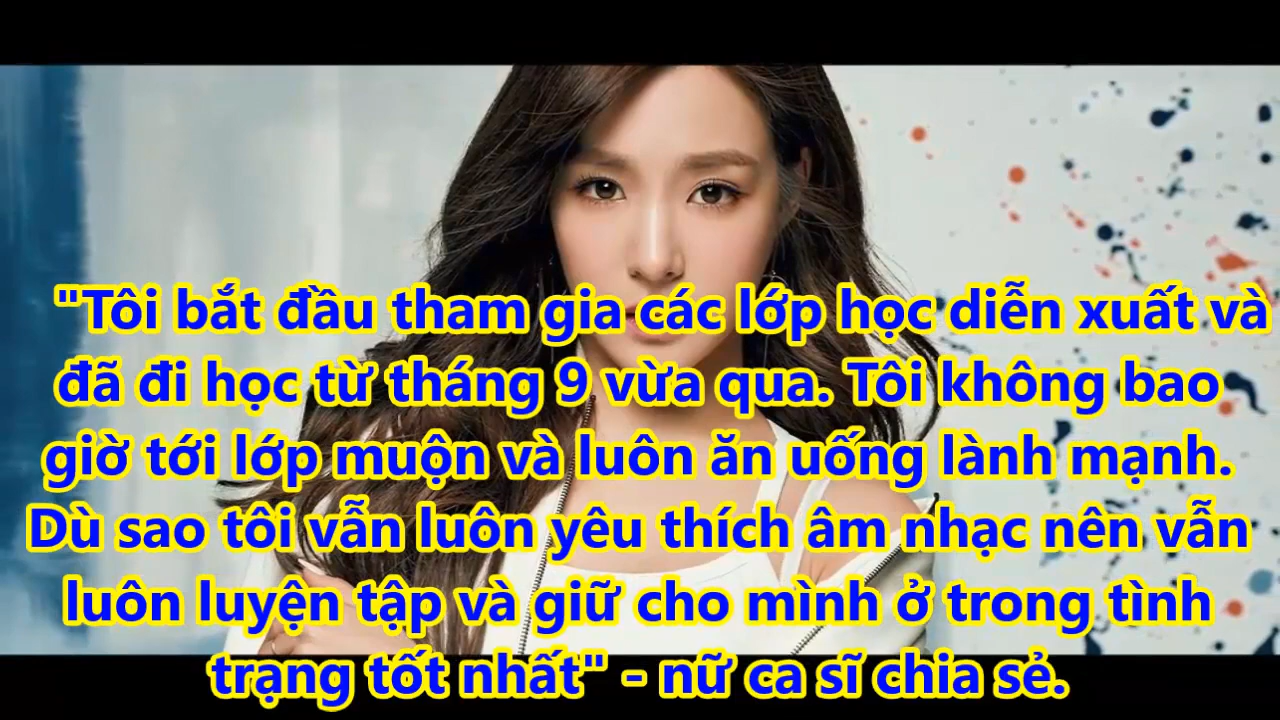 "Tôi bắt đầu tham gia các lớp học diễn xuất và
đã đi học từ tháng 9 vừa qua. Tôi không bao
giờ tới lớp muộn và luôn ăn uống lành mạnh.
Dù sao tôi vẫn luôn yêu thích âm nhạc nên vẫn
luôn luyện tập và giữ cho mình ở trong tình
trạng tốt nhất" - nữ ca sĩ chia sẻ.